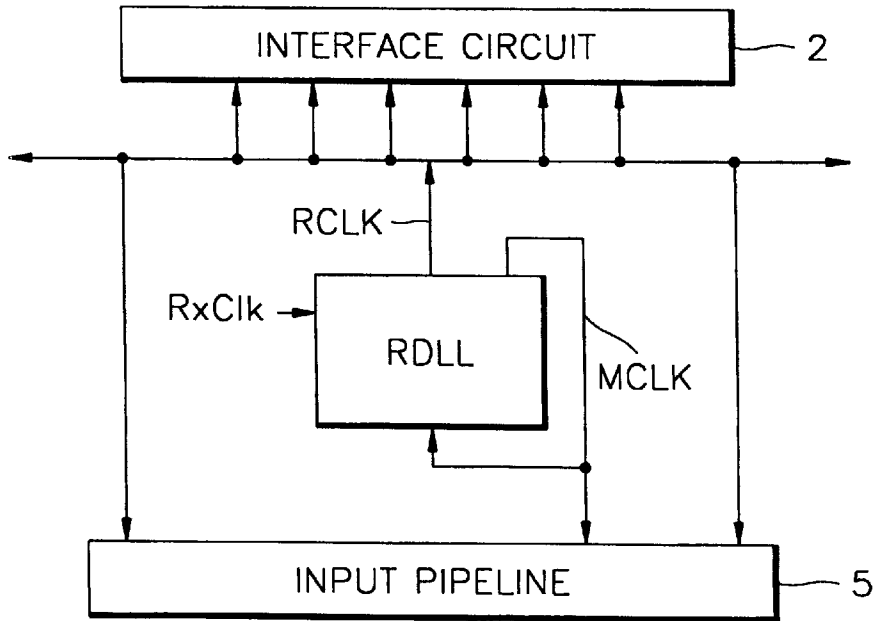 INTERFACE CIRCUIT
2
RCLK
RxClk
RDLL
MCLK
INPUT PIPELINE
5